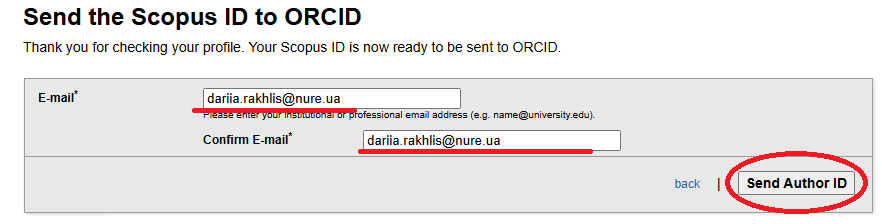 Send the Scopus ID to ORCID
Thank you for checking your profile. Your Scopus ID is now ready to be sent to ORCID.
E-mail* dariia.rakhlis@nure.ua
Please enter your institutional or professional email address (e.g. name@university.edu).
Confirm E-mail* dariia.rakhlis@nure.ua
back | Send Author ID